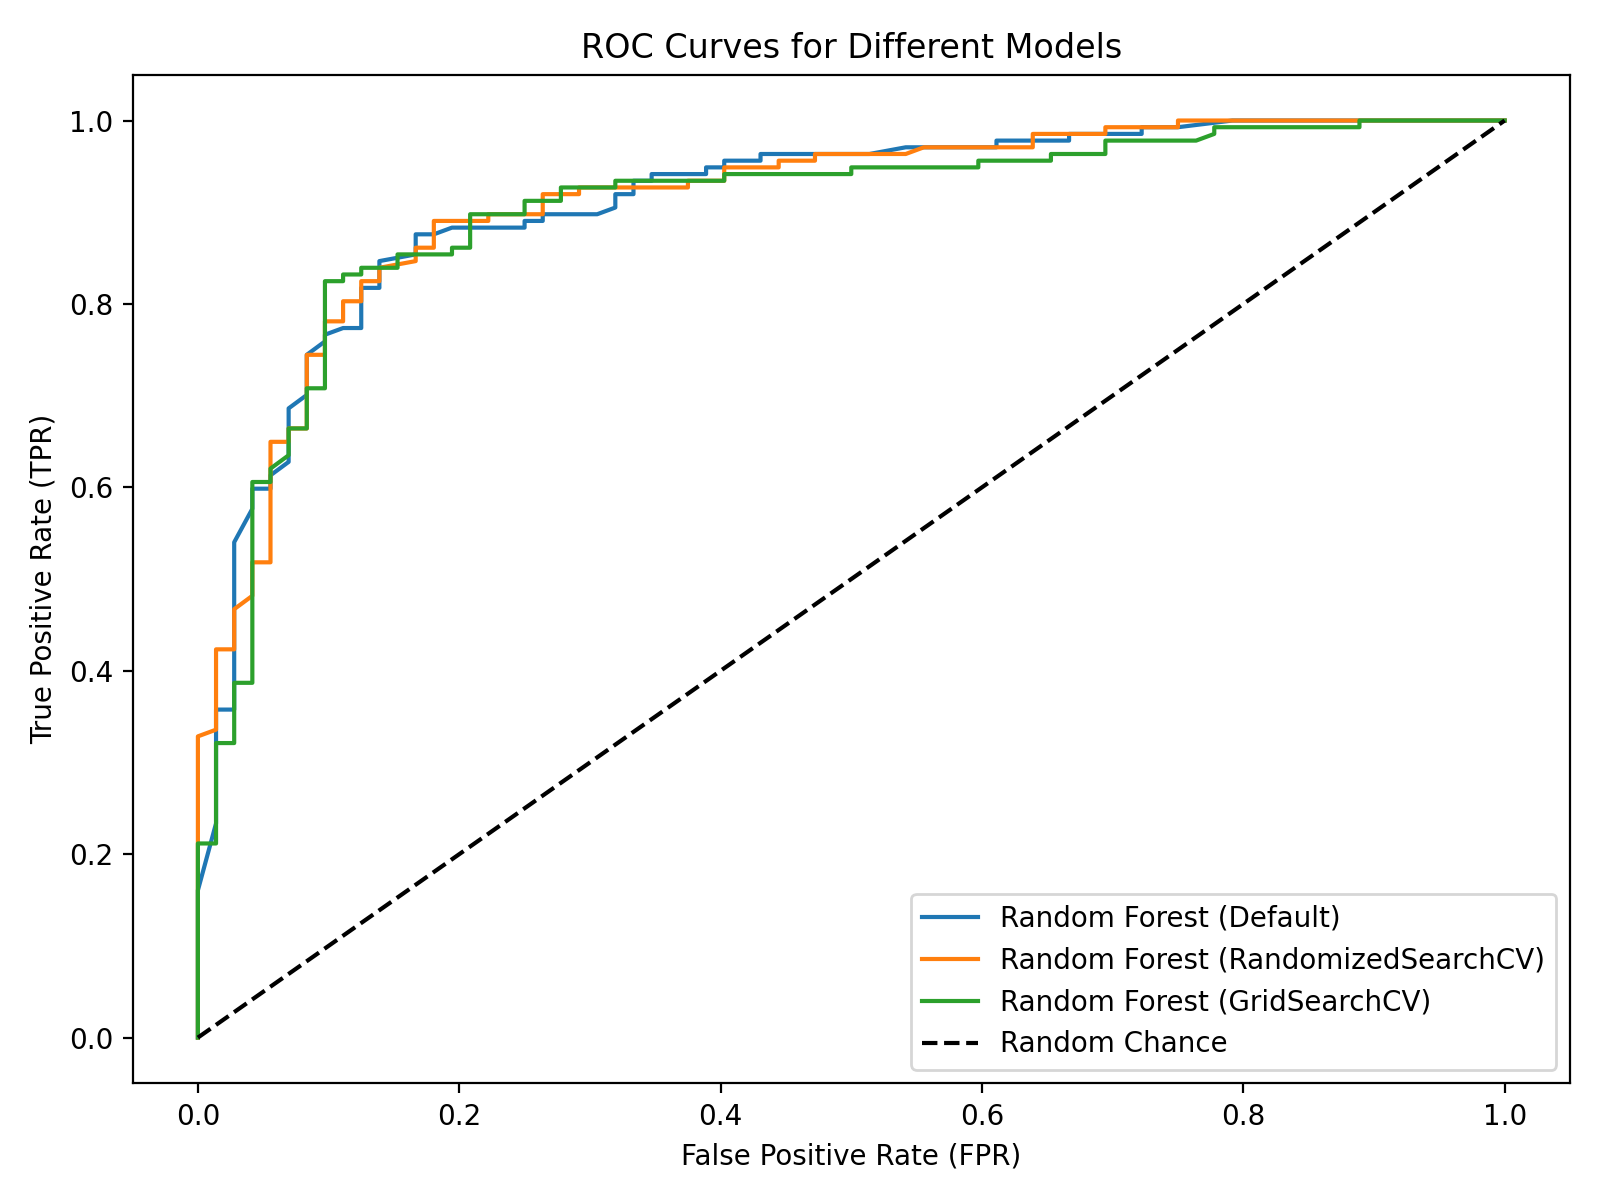 ROC Curves for Different Models
True Positive Rate (TPR)
1.0
0.8
0.6
0.4
0.2
0.0
0.0 0.2 0.4 0.6 0.8 1.0
False Positive Rate (FPR)
Random Forest (Default)
Random Forest (RandomizedSearchCV)
Random Forest (GridSearchCV)
Random Chance